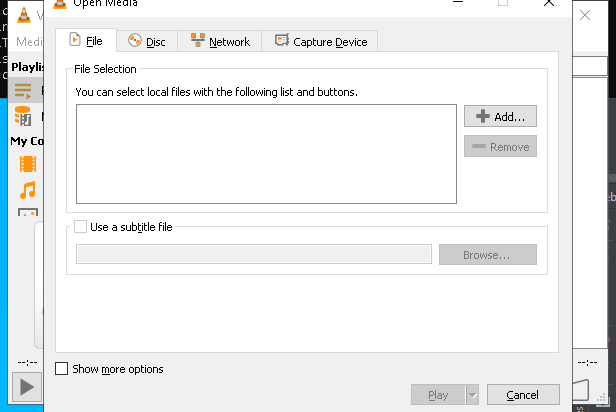 Open Media
Medi
File
Disc
Network
Capture Device
Playlis
File Selection
You can select local files with the following list and buttons.
Add...
Remove
My Co
Use a subtitle file
Browse...
--:--
--:--
Show more options
Play
Cancel